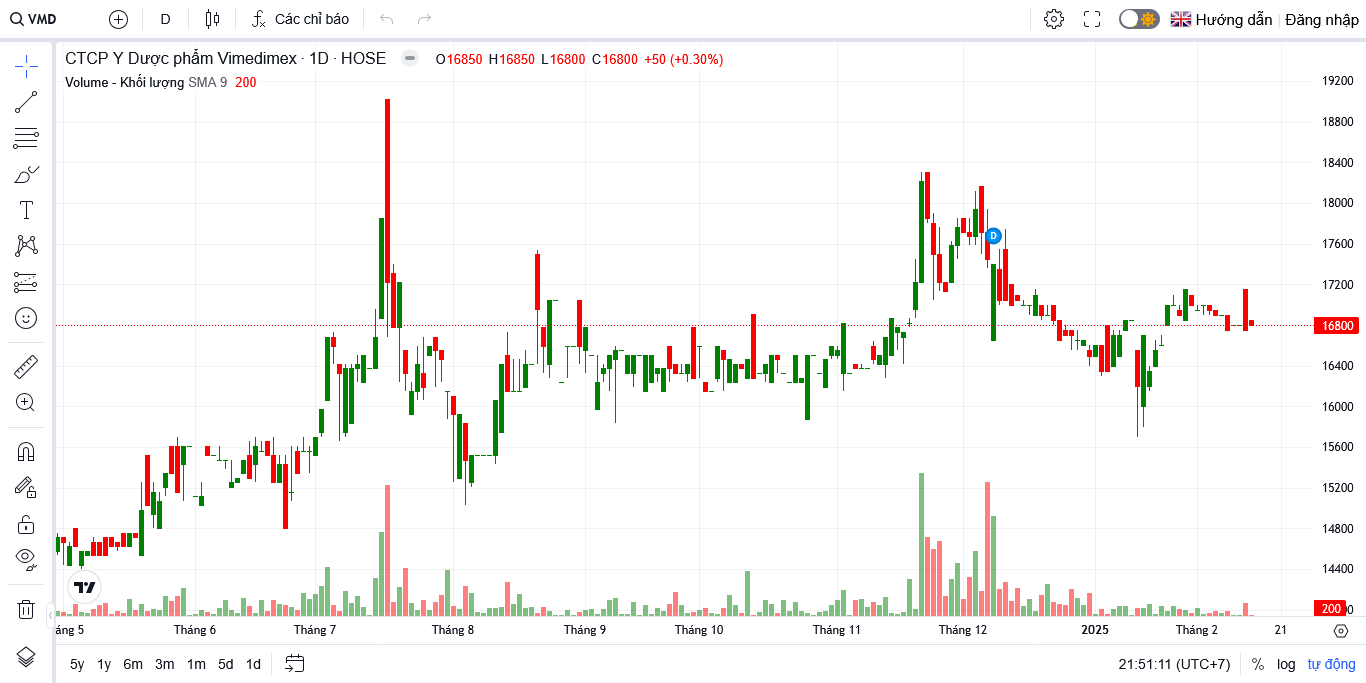 VMD D Các chỉ báo Hướng dẫn Đăng nhập
CTCP Y Dược phẩm Vimedimex · 1D · HOSE O16850 H16850 L16800 C16800 +50 (+0.30%)
Volume - Khối lượng SMA 9 200
19200
18800
18400
18000
17600
D
17200
16800
16400
16000
15600
15200
14800
14400
200
áng 5 Tháng 6 Tháng 7 Tháng 8 Tháng 9 Tháng 10 Tháng 11 Tháng 12 2025 Tháng 2 21
5y 1y 6m 3m 1m 5d 1d 21:51:11 (UTC+7) % log tự động